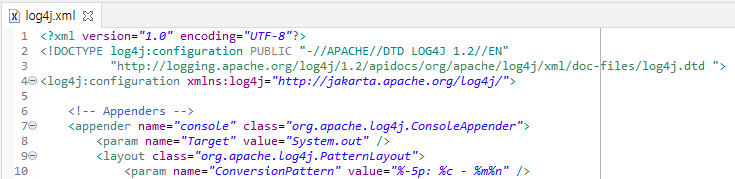 log4j.xml
1 <?xml version="1.0" encoding="UTF-8"?>
2 <!DOCTYPE log4j:configuration PUBLIC "-//APACHE//DTD LOG4J 1.2//EN"
3 "http://logging.apache.org/log4j/1.2/apidocs/org/apache/log4j/xml/doc-files/log4j.dtd ">
4 <log4j:configuration xmlns:log4j="http://jakarta.apache.org/log4j/">
5
6 <!-- Appenders -->
7 <appender name="console" class="org.apache.log4j.ConsoleAppender">
8 <param name="Target" value="System.out" />
9 <layout class="org.apache.log4j.PatternLayout">
10 <param name="ConversionPattern" value="%-5p: %c - %m%n" />